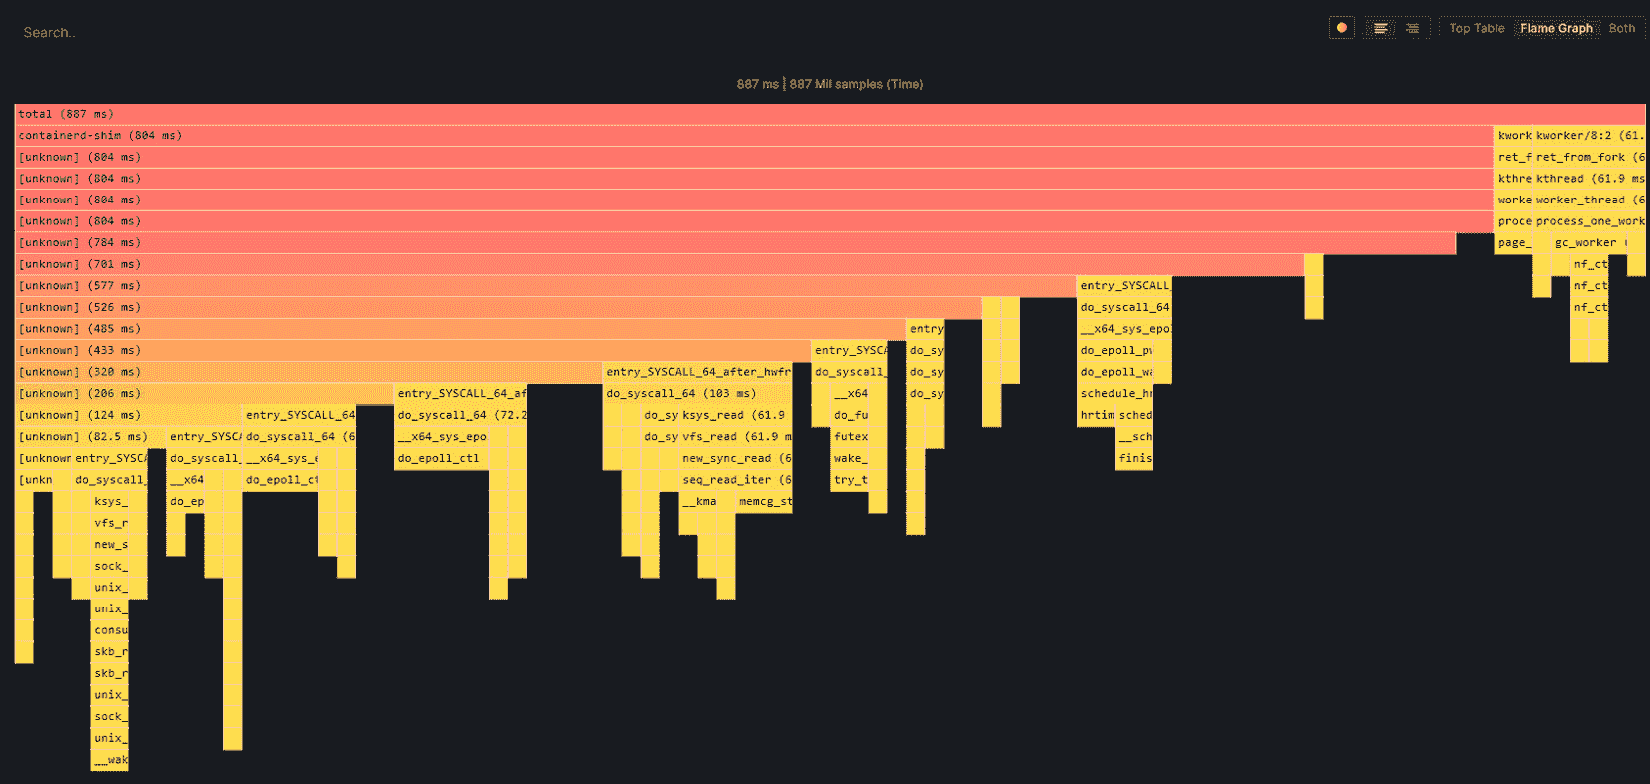 Search..
Top Table Flame Graph Both
887 ms | 887 Mil samples (Time)
total (887 ms)
containerd-shim (804 ms) kwork kworker/8:2 (61.
[unknown] (804 ms) ret_f ret_from_fork (6
[unknown] (804 ms) kthre kthread (61.9 ms
[unknown] (804 ms) worke worker_thread (6
[unknown] (804 ms) proce process_one_work
[unknown] (784 ms) page_ gc_worker
[unknown] (701 ms) nf_ct
[unknown] (577 ms) entry_SYSCALL_ nf_ct
[unknown] (526 ms) do_syscall_64 nf_ct
[unknown] (485 ms) entry __x64_sys_epo
[unknown] (433 ms) entry_SYSCA do_sy do_epoll_pw
[unknown] (320 ms) entry_SYSCALL_64_after_hwfr do_syscall_ do_sy do_epoll_wa
[unknown] (206 ms) entry_SYSCALL_64_af do_syscall_64 (103 ms) __x64 do_sy schedule_hr
[unknown] (124 ms) entry_SYSCALL_64 do_syscall_64 (72.2 do_sy ksys_read (61.9 do_fu hrtim sched
[unknown] (82.5 ms) entry_SYSCA do_syscall_64 (6 __x64_sys_epo do_sy vfs_read (61.9 m futex __sch
[unknown entry_SYSCA do_syscall_ __x64_sys_e do_epoll_ctl new_sync_read (6 wake_ finis
[unkn do_syscall_ __x64 do_epoll_ct seq_read_iter (6 try_t
ksys_ do_ep __kma memcg_st
vfs_r
new_s
sock_
unix_
unix_
consu
skb_r
skb_r
unix_
sock_
unix_
__wak